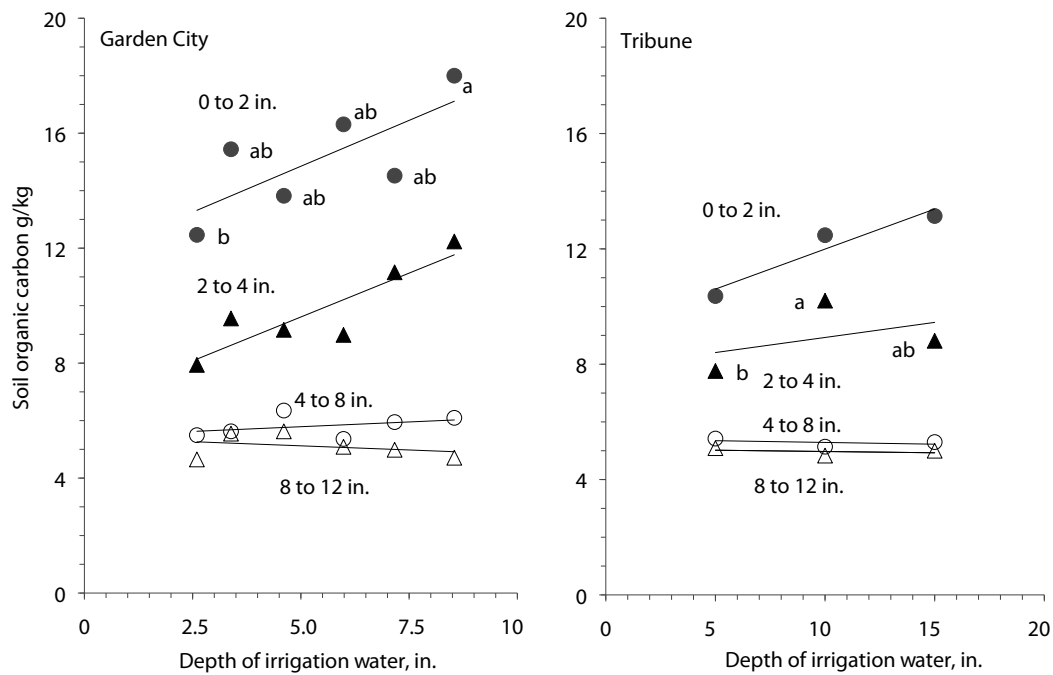 Soil organic carbon g/kg
Garden City
20
16
12
8
4
0
0 to 2 in.
b
ab
ab
ab
ab
a
2 to 4 in.
4 to 8 in.
8 to 12 in.
0
2.5
5.0
7.5
10
Depth of irrigation water, in.
Tribune
20
16
12
8
4
0
0 to 2 in.
a
ab
b
2 to 4 in.
4 to 8 in.
8 to 12 in.
0
5
10
15
20
Depth of irrigation water, in.